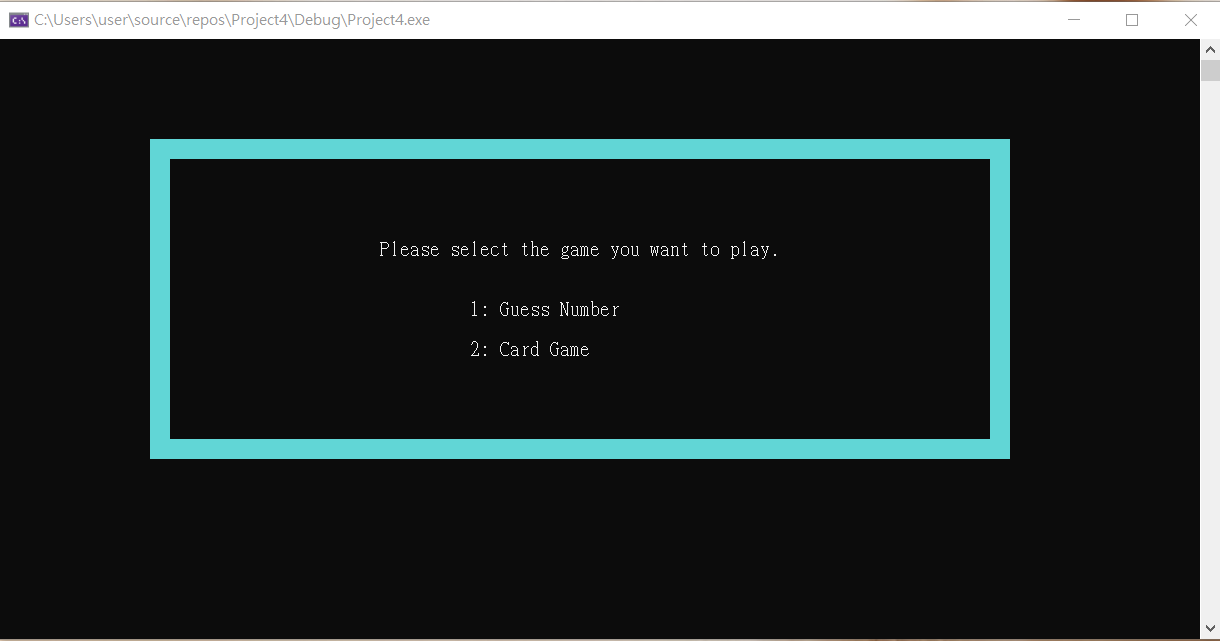 C:\Users\user\source\repos\Project4\Debug\Project4.exe
Please select the game you want to play.
1: Guess Number
2: Card Game